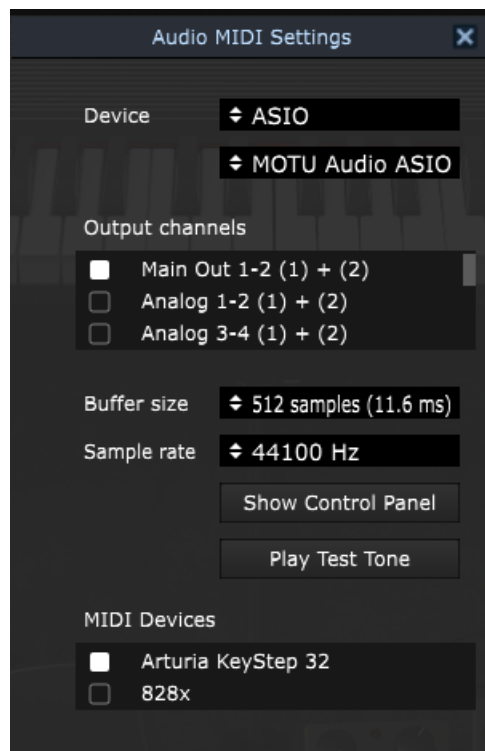 Audio MIDI Settings
Device ASIO
MOTU Audio ASIO
Output channels
Main Out 1-2 (1) + (2)
Analog 1-2 (1) + (2)
Analog 3-4 (1) + (2)
Buffer size 512 samples (11.6 ms)
Sample rate 44100 Hz
Show Control Panel
Play Test Tone
MIDI Devices
Arturia KeyStep 32
828x